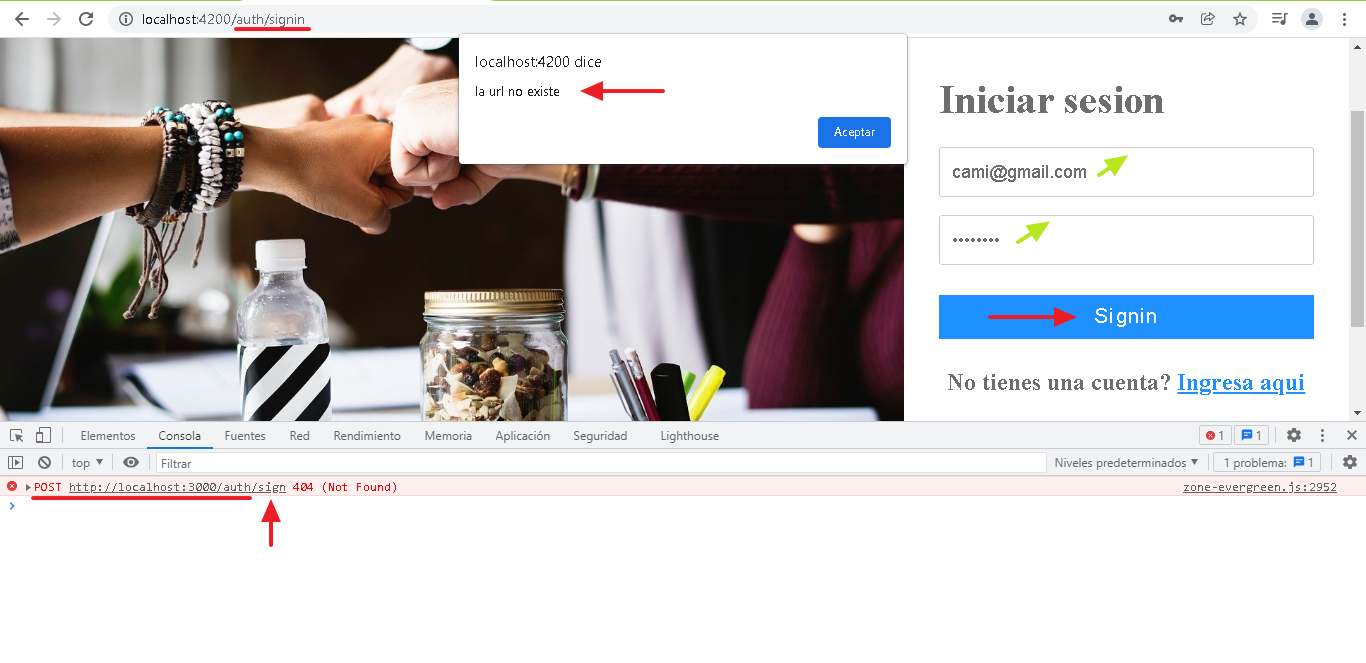 localhost:4200/auth/signin
localhost:4200 dice
la url no existe
Aceptar
Iniciar sesion
cami@gmail.com
••••••••
Signin
No tienes una cuenta? Ingresa aqui
Elementos Consola Fuentes Red Rendimiento Memoria Aplicación Seguridad Lighthouse 1 1
top ▼ Filtrar Niveles predeterminados ▼ 1 problema: 1
POST http://localhost:3000/auth/sign 404 (Not Found) zone-evergreen.js:2952